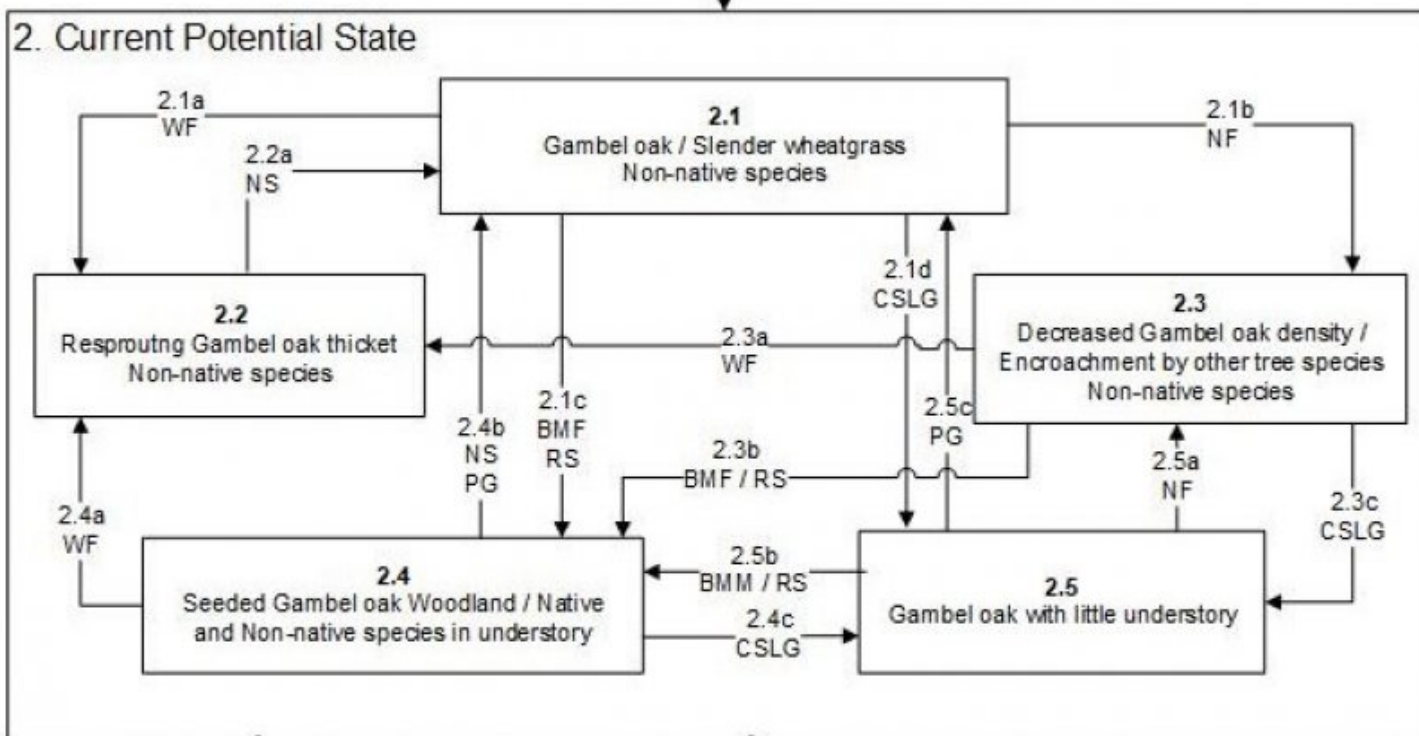 2. Current Potential State
2.1a
WF
2.2a
NS
2.1
Gambel oak / Slender wheatgrass
Non-native species
2.1b
NF
2.2
Resproutng Gambel oak thicket
Non-native species
2.1d
CSLG
2.3
Decreased Gambel oak density /
Encroachment by other tree species
Non-native species
2.3a
WF
2.4b
NS
PG
2.1c
BMF
RS
2.5c
PG
2.3b
BMF / RS
2.5a
NF
2.3c
CSLG
2.4a
WF
2.4
Seeded Gambel oak Woodland / Native
and Non-native species in understory
2.5b
BMM / RS
2.4c
CSLG
2.5
Gambel oak with little understory